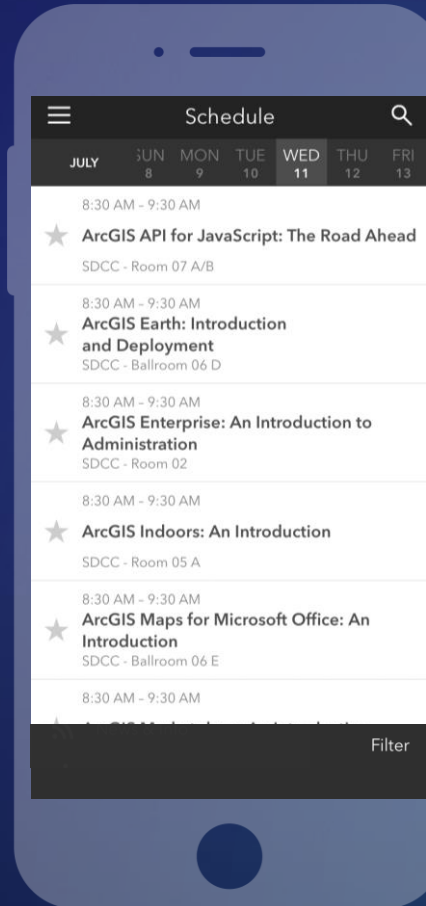 Schedule
JULY
SUN MON TUE WED THU FRI
8 9 10 11 12 13
8:30 AM – 9:30 AM
ArcGIS API for JavaScript: The Road Ahead
SDCC - Room 07 A/B
8:30 AM – 9:30 AM
ArcGIS Earth: Introduction
and Deployment
SDCC - Ballroom 06 D
8:30 AM – 9:30 AM
ArcGIS Enterprise: An Introduction to
Administration
SDCC - Room 02
8:30 AM – 9:30 AM
ArcGIS Indoors: An Introduction
SDCC - Room 05 A
8:30 AM – 9:30 AM
ArcGIS Maps for Microsoft Office: An
Introduction
SDCC - Ballroom 06 E
8:30 AM – 9:30 AM
Filter